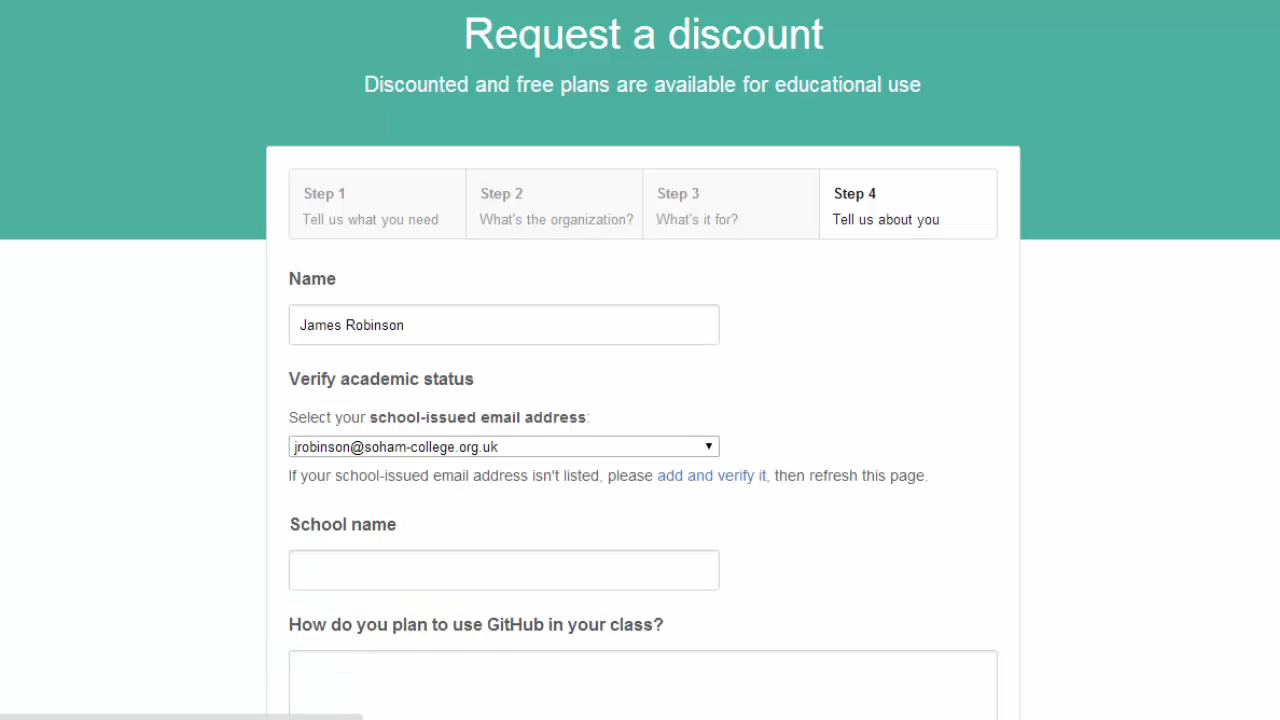 Request a discount
Discounted and free plans are available for educational use
Step 1
Tell us what you need
Step 2
What's the organization?
Step 3
What's it for?
Step 4
Tell us about you
Name
James Robinson
Verify academic status
Select your school-issued email address:
jrobinson@soham-college.org.uk
If your school-issued email address isn't listed, please add and verify it, then refresh this page.
School name
How do you plan to use GitHub in your class?